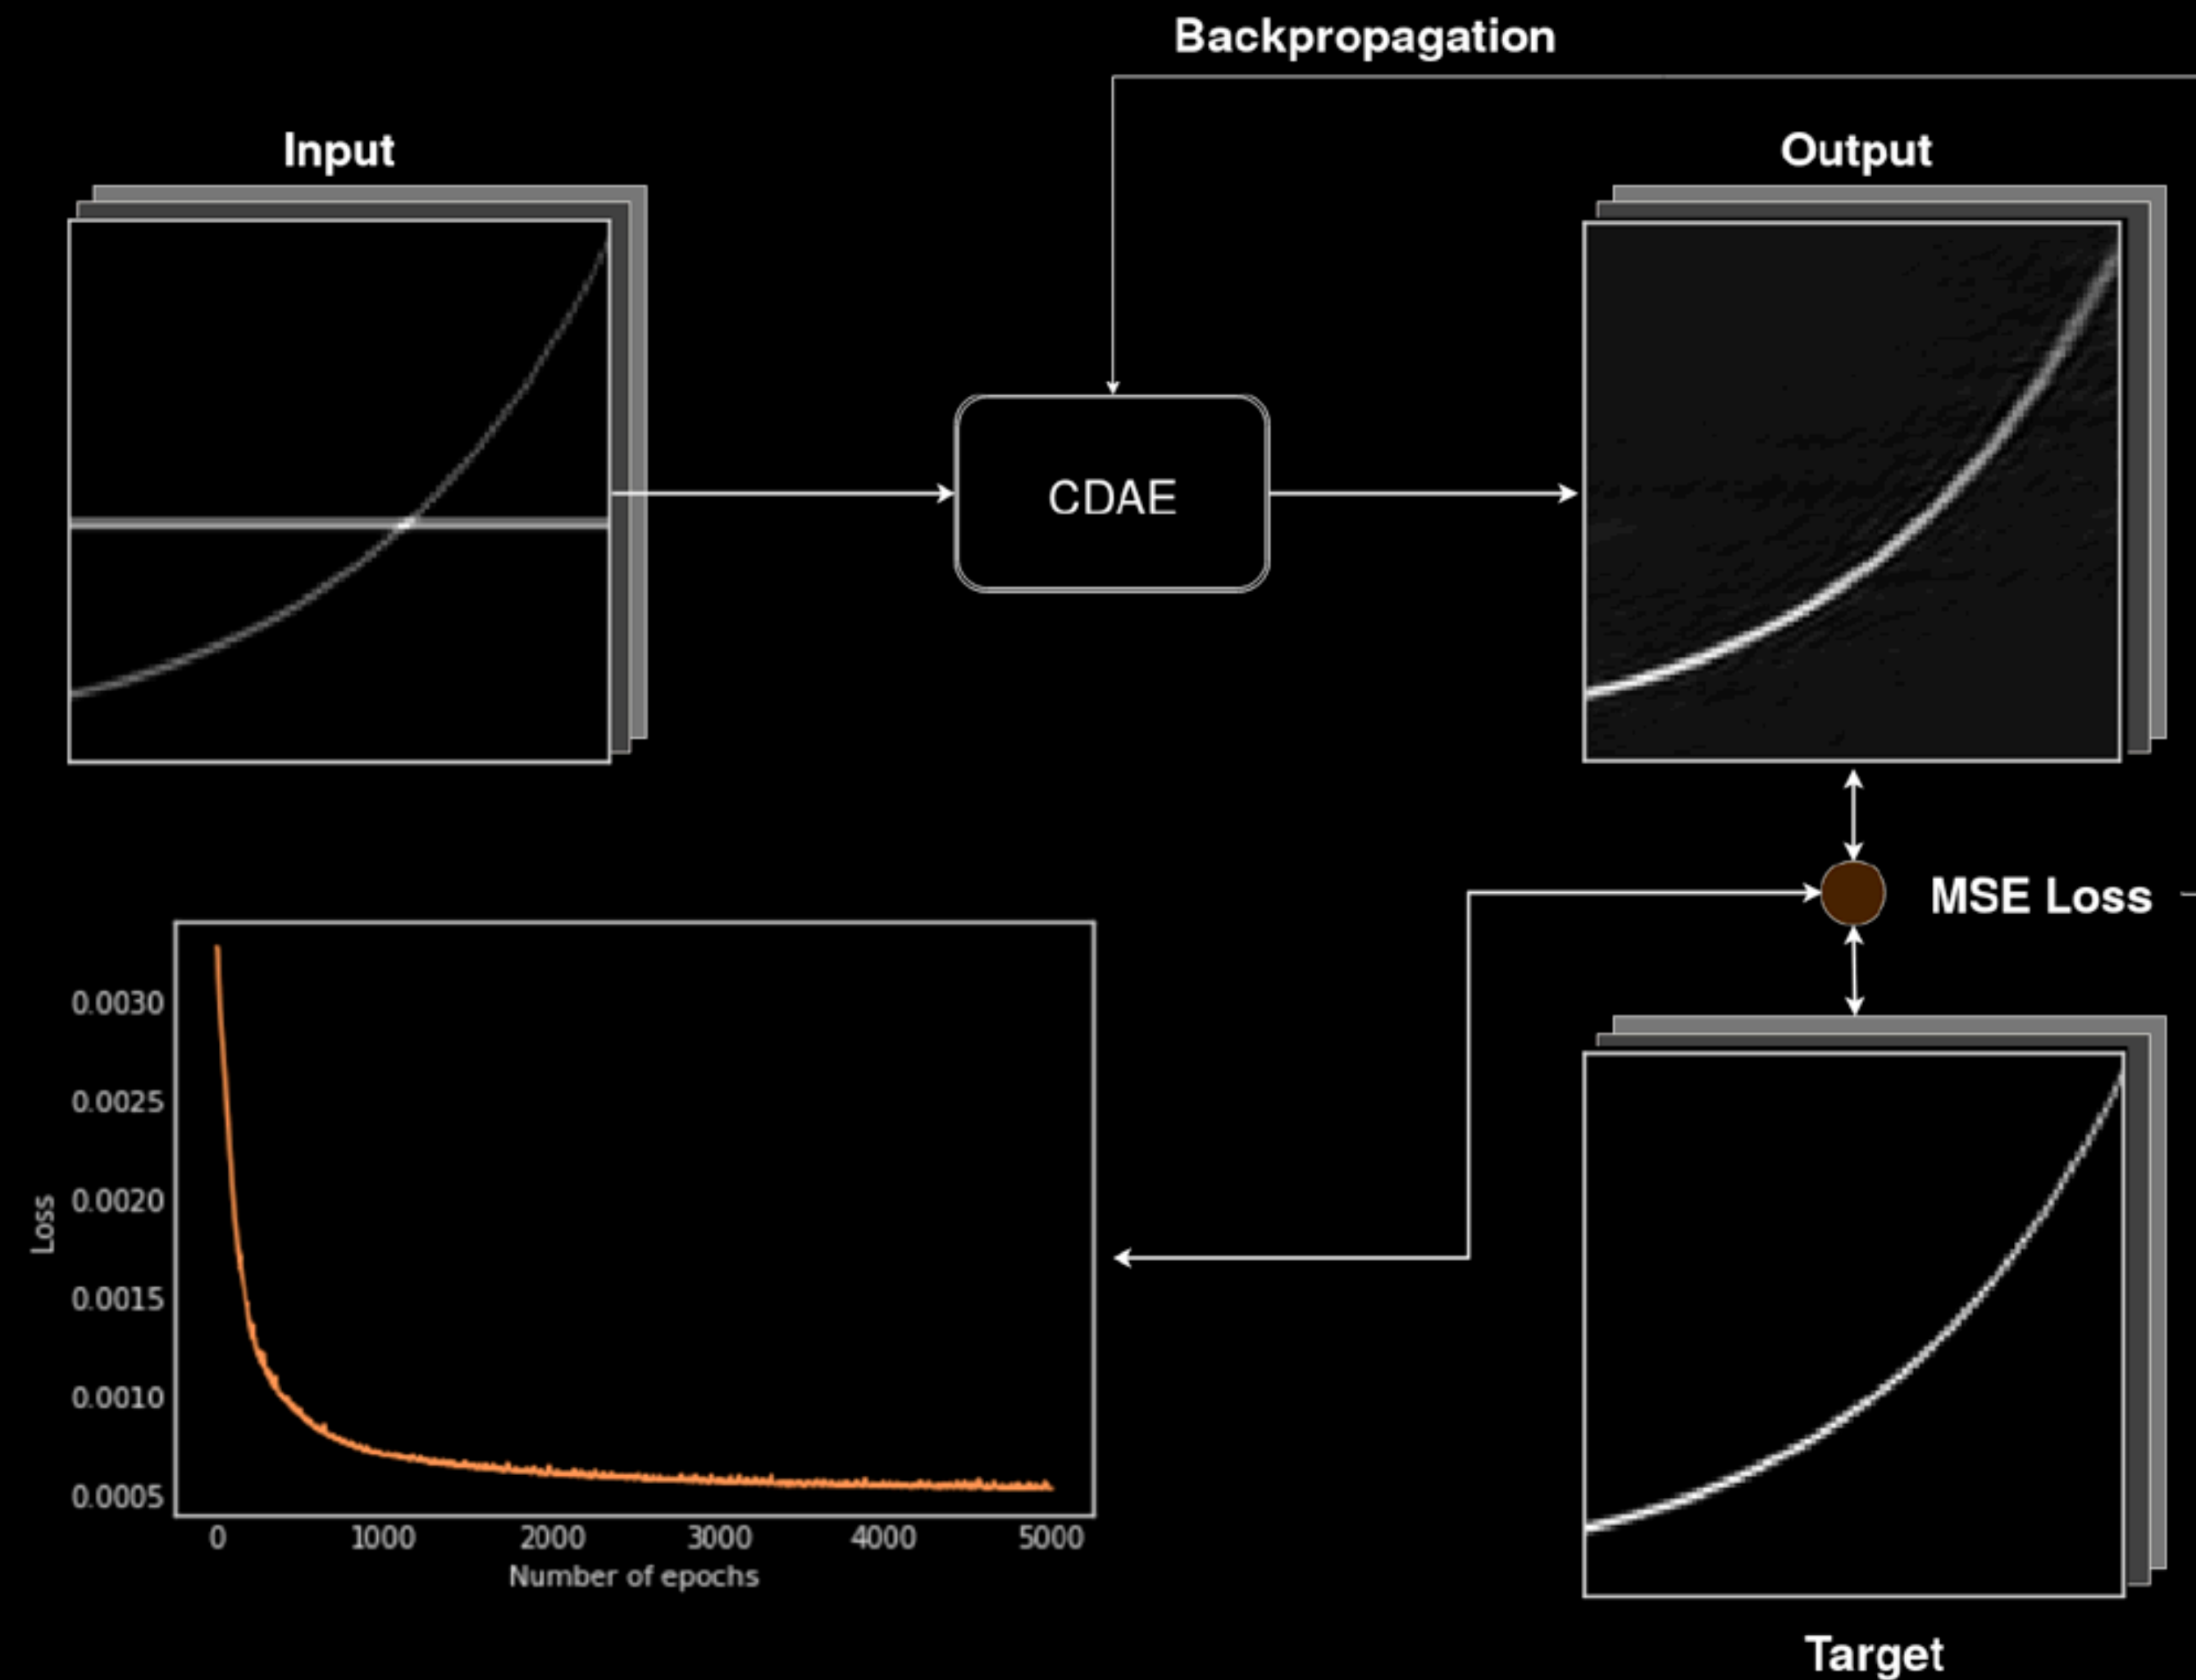 Backpropagation
Input
Output
CDAE
MSE Loss
0.0030
0.0025
0.0020
0.0015
0.0010
0.0005
Loss
0 1000 2000 3000 4000 5000
Number of epochs
Target